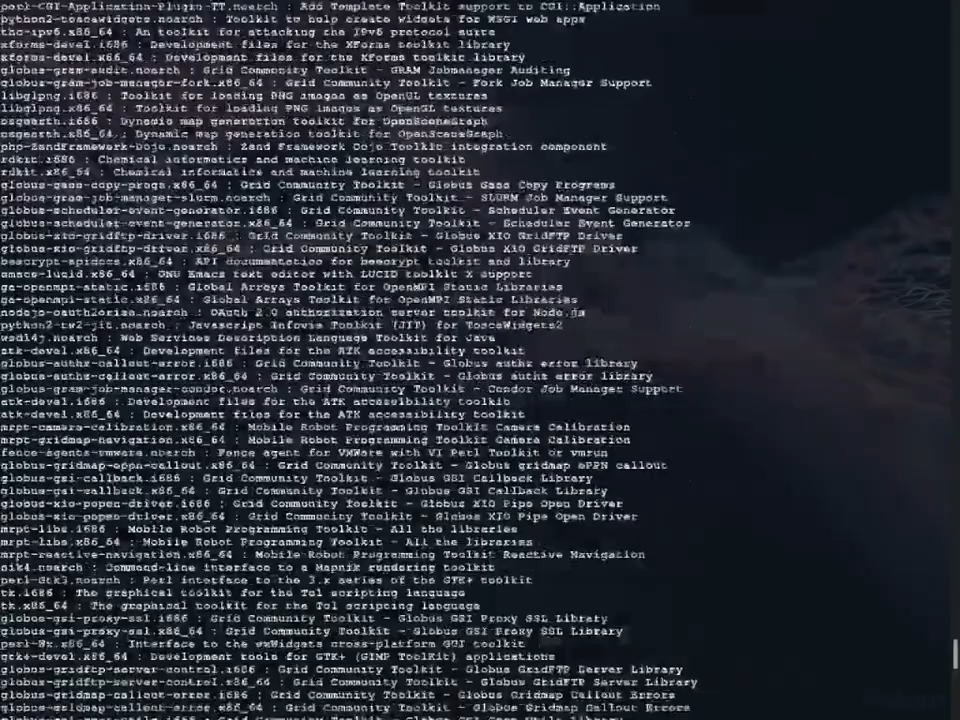 perl-CGI-Application-Plugin-TT.noarch : Add Template Toolkit support to CGI::Application
python2-toscawidgets.noarch : Toolkit to help create widgets for WSGI web apps
thc-ipv6.x86_64 : An toolkit for attacking the IPv6 protocol suite
xforms-devel.i686 : Development files for the XForms toolkit library
xforms-devel.x86_64 : Development files for the XForms toolkit library
globus-gram-audit.noarch : Grid Community Toolkit - GRAM Jobmanager Auditing
globus-gram-job-manager-fork.x86_64 : Grid Community Toolkit - Fork Job Manager Support
libglpng.i686 : Toolkit for loading PNG images as OpenGL textures
libglpng.x86_64 : Toolkit for loading PNG images as OpenGL textures
osgearth.i686 : Dynamic map generation toolkit for OpenSceneGraph
osgearth.x86_64 : Dynamic map generation toolkit for OpenSceneGraph
php-ZendFramework-Dojo.noarch : Zend Framework Dojo Toolkit integration component
rdkit.i686 : Chemical informatics and machine learning toolkit
rdkit.x86_64 : Chemical informatics and machine learning toolkit
globus-gass-copy-progs.x86_64 : Grid Community Toolkit - Globus Gass Copy Programs
globus-gram-job-manager-slurm.noarch : Grid Community Toolkit - SLURM Job Manager Support
globus-scheduler-event-generator.i686 : Grid Community Toolkit - Scheduler Event Generator
globus-scheduler-event-generator.x86_64 : Grid Community Toolkit - Scheduler Event Generator
globus-xio-gridftp-driver.i686 : Grid Community Toolkit - Globus XIO GridFTP Driver
globus-xio-gridftp-driver.x86_64 : Grid Community Toolkit - Globus XIO GridFTP Driver
beecrypt-apidocs.x86_64 : API documentation for beecrypt toolkit and library
emacs-lucid.x86_64 : GNU Emacs text editor with LUCID toolkit X support
ga-openmpi-static.i686 : Global Arrays Toolkit for OpenMPI Static Libraries
ga-openmpi-static.x86_64 : Global Arrays Toolkit for OpenMPI Static Libraries
nodejs-oauth2orize.noarch : OAuth 2.0 authorization server toolkit for Node.js
python2-tw2-jit.noarch : Javascript Infovis Toolkit (JIT) for ToscaWidgets2
wsdl4j.noarch : Web Services Description Language Toolkit for Java
atk-devel.x86_64 : Development files for the ATK accessibility toolkit
globus-authz-callout-error.i686 : Grid Community Toolkit - Globus authz error library
globus-authz-callout-error.x86_64 : Grid Community Toolkit - Globus authz error library
globus-gram-job-manager-condor.noarch : Grid Community Toolkit - Condor Job Manager Support
atk-devel.i686 : Development files for the ATK accessibility toolkit
atk-devel.x86_64 : Development files for the ATK accessibility toolkit
mrpt-camera-calibration.x86_64 : Mobile Robot Programming Toolkit Camera Calibration
mrpt-gridmap-navigation.x86_64 : Mobile Robot Programming Toolkit Camera Calibration
fence-agents-vmware.noarch : Fence agent for VMWare with VI Perl Toolkit or vmrun
globus-gridmap-eppn-callout.x86_64 : Grid Community Toolkit - Globus gridmap ePPN callout
globus-gsi-callback.i686 : Grid Community Toolkit - Globus GSI Callback Library
globus-gsi-callback.x86_64 : Grid Community Toolkit - Globus GSI Callback Library
globus-xio-popen-driver.i686 : Grid Community Toolkit - Globus XIO Pipe Open Driver
globus-xio-popen-driver.x86_64 : Grid Community Toolkit - Globus XIO Pipe Open Driver
mrpt-libs.i686 : Mobile Robot Programming Toolkit - All the libraries
mrpt-libs.x86_64 : Mobile Robot Programming Toolkit - All the libraries
mrpt-reactive-navigation.x86_64 : Mobile Robot Programming Toolkit Reactive Navigation
nik4.noarch : Command-line interface to a Mapnik rendering toolkit
perl-Gtk3.noarch : Perl interface to the 3.x series of the GTK+ toolkit
tk.i686 : The graphical toolkit for the Tcl scripting language
tk.x86_64 : The graphical toolkit for the Tcl scripting language
globus-gsi-proxy-ssl.i686 : Grid Community Toolkit - Globus GSI Proxy SSL Library
globus-gsi-proxy-ssl.x86_64 : Grid Community Toolkit - Globus GSI Proxy SSL Library
perl-Wx.x86_64 : Interface to the wxWidgets cross-platform GUI toolkit
gtk4-devel.x86_64 : Development tools for GTK+ (GIMP ToolKit) applications
globus-gridftp-server-control.i686 : Grid Community Toolkit - Globus GridFTP Server Library
globus-gridftp-server-control.x86_64 : Grid Community Toolkit - Globus GridFTP Server Library
globus-gridmap-callout-error.i686 : Grid Community Toolkit - Globus Gridmap Callout Errors
globus-gridmap-callout-error.x86_64 : Grid Community Toolkit - Globus Gridmap Callout Errors